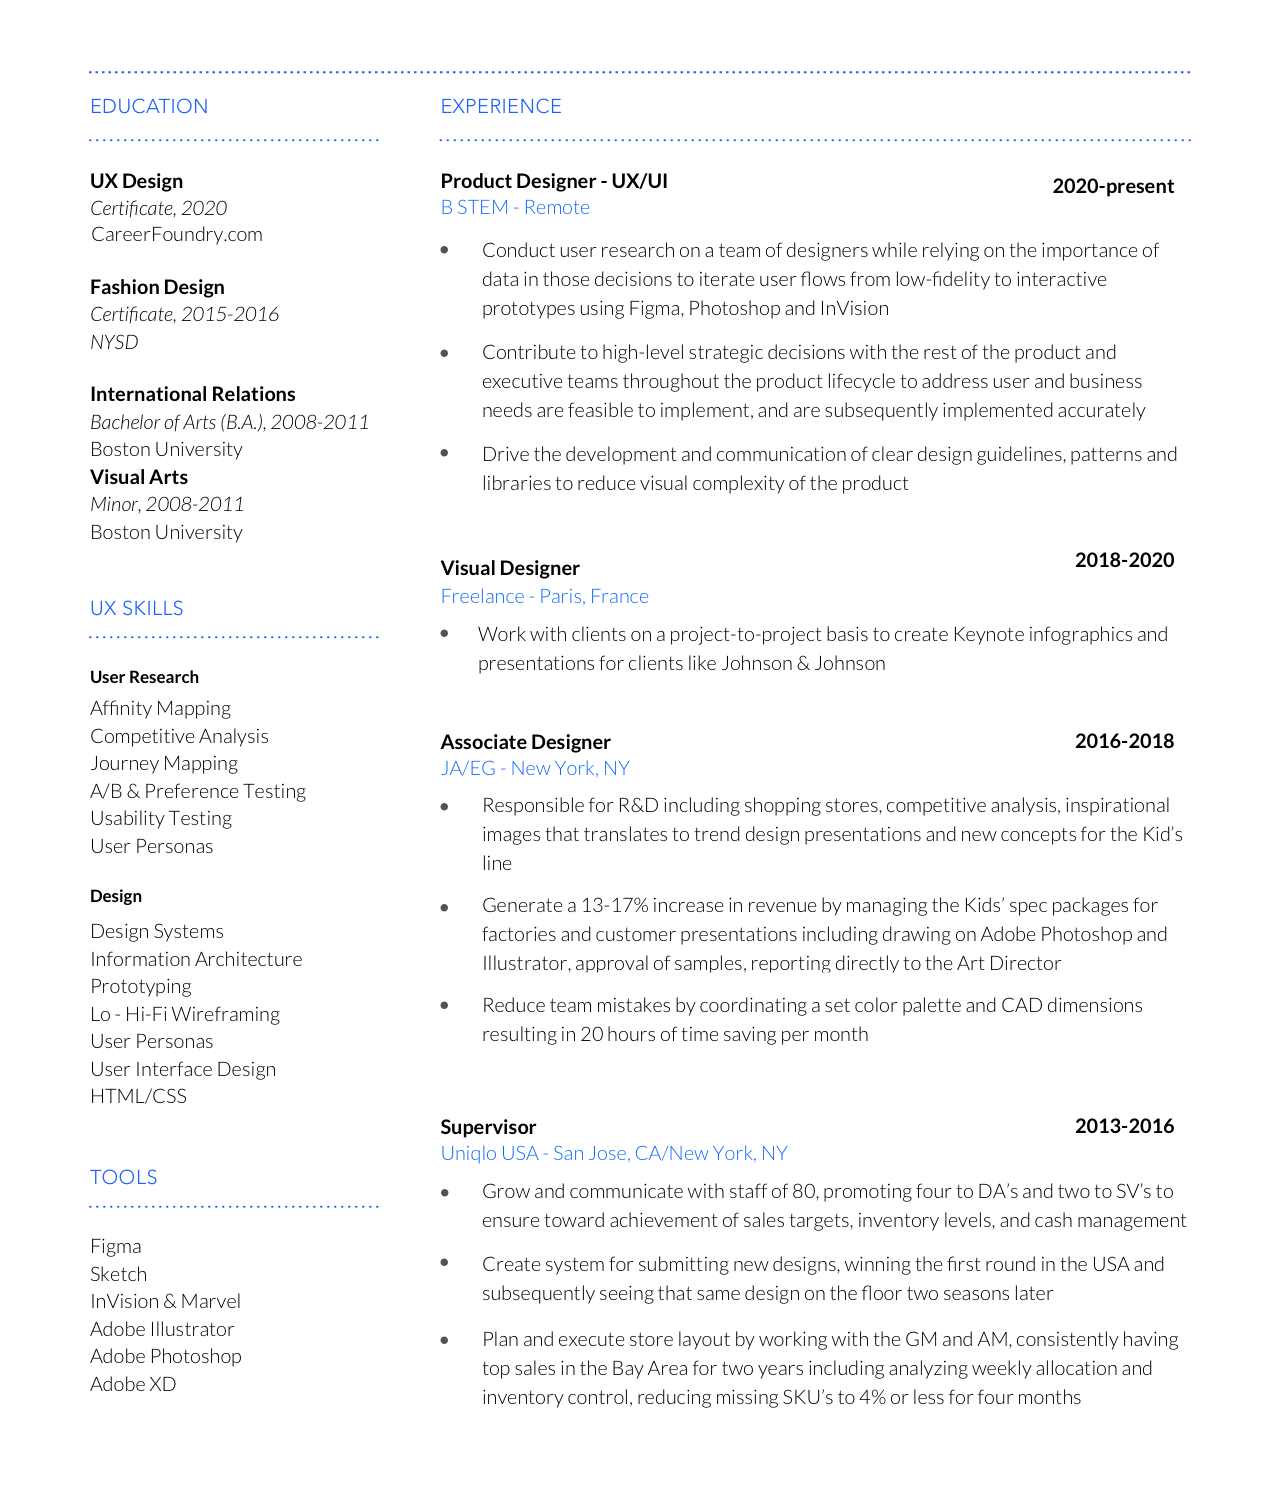 EDUCATION
UX Design
Certificate, 2020
CareerFoundry.com
Fashion Design
Certificate, 2015-2016
NYSD
International Relations
Bachelor of Arts (B.A.), 2008-2011
Boston University
Visual Arts
Minor, 2008-2011
Boston University
UX SKILLS
User Research
Affinity Mapping
Competitive Analysis
Journey Mapping
A/B & Preference Testing
Usability Testing
User Personas
Design
Design Systems
Information Architecture
Prototyping
Lo - Hi-Fi Wireframing
User Personas
User Interface Design
HTML/CSS
TOOLS
Figma
Sketch
InVision & Marvel
Adobe Illustrator
Adobe Photoshop
Adobe XD
EXPERIENCE
Product Designer - UX/UI
2020-present
B STEM - Remote
• Conduct user research on a team of designers while relying on the importance of
data in those decisions to iterate user flows from low-fidelity to interactive
prototypes using Figma, Photoshop and InVision
• Contribute to high-level strategic decisions with the rest of the product and
executive teams throughout the product lifecycle to address user and business
needs are feasible to implement, and are subsequently implemented accurately
• Drive the development and communication of clear design guidelines, patterns and
libraries to reduce visual complexity of the product
Visual Designer
2018-2020
Freelance - Paris, France
• Work with clients on a project-to-project basis to create Keynote infographics and
presentations for clients like Johnson & Johnson
Associate Designer
2016-2018
JA/EG - New York, NY
• Responsible for R&D including shopping stores, competitive analysis, inspirational
images that translates to trend design presentations and new concepts for the Kid’s
line
• Generate a 13-17% increase in revenue by managing the Kids’ spec packages for
factories and customer presentations including drawing on Adobe Photoshop and
Illustrator, approval of samples, reporting directly to the Art Director
• Reduce team mistakes by coordinating a set color palette and CAD dimensions
resulting in 20 hours of time saving per month
Supervisor
2013-2016
Uniqlo USA - San Jose, CA/New York, NY
• Grow and communicate with staff of 80, promoting four to DA’s and two to SV’s to
ensure toward achievement of sales targets, inventory levels, and cash management
• Create system for submitting new designs, winning the first round in the USA and
subsequently seeing that same design on the floor two seasons later
• Plan and execute store layout by working with the GM and AM, consistently having
top sales in the Bay Area for two years including analyzing weekly allocation and
inventory control, reducing missing SKU’s to 4% or less for four months